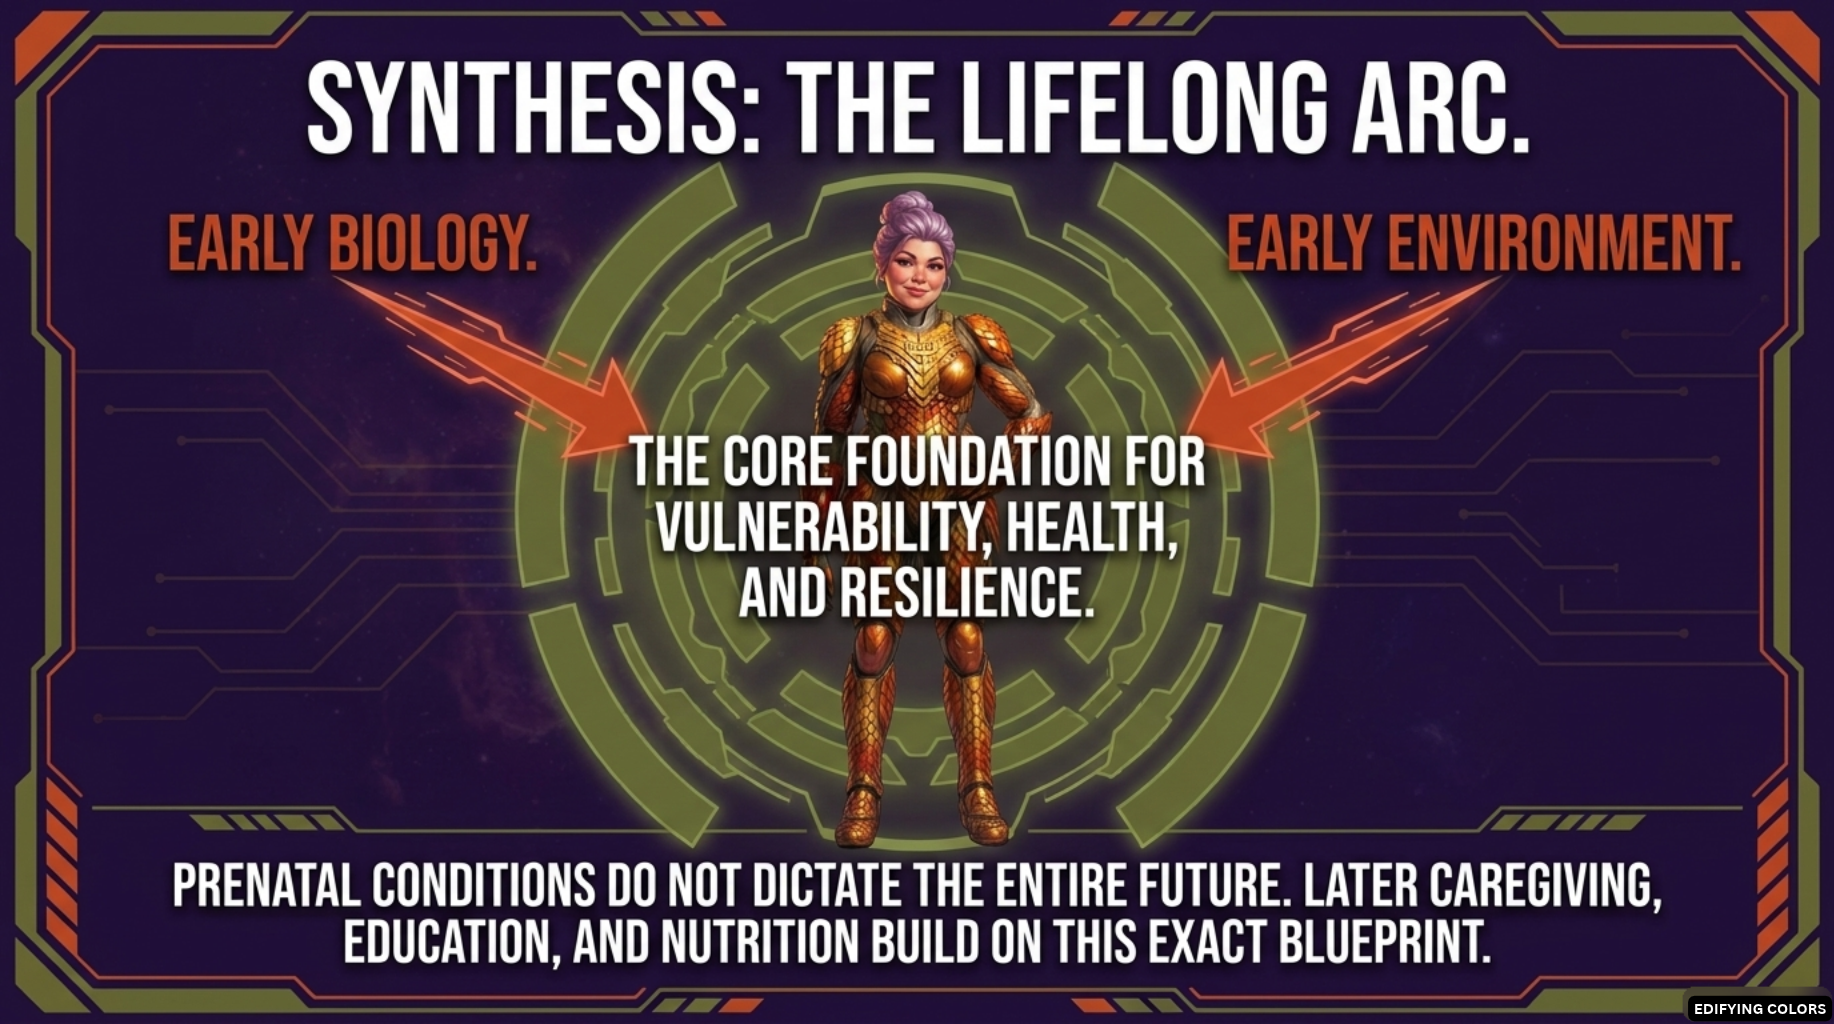 SYNTHESIS: THE LIFELONG ARC.
EARLY BIOLOGY.
EARLY ENVIRONMENT.
THE CORE FOUNDATION FOR
VULNERABILITY, HEALTH,
AND RESILIENCE.
PRENATAL CONDITIONS DO NOT DICTATE THE ENTIRE FUTURE. LATER CAREGIVING,
EDUCATION, AND NUTRITION BUILD ON THIS EXACT BLUEPRINT.
EDIFYING COLORS